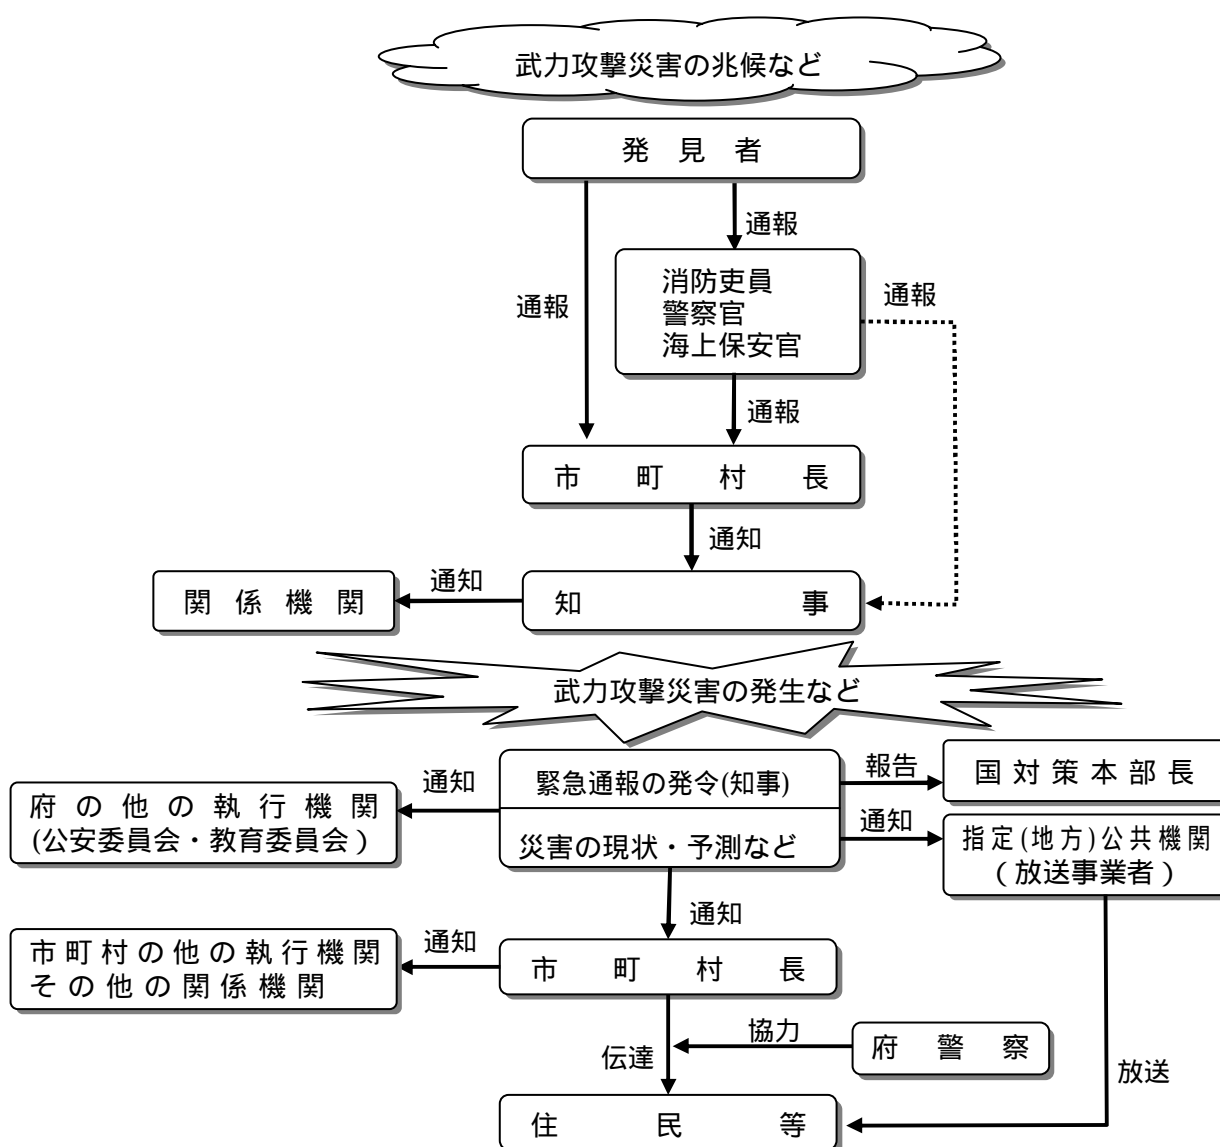 武力攻撃災害の兆候など
発見者
通報
通報
消防吏員
警察官
海上保安官
通報
通報
市町村長
通知
通知
関係機関
知事
武力攻撃災害の発生など
緊急通報の発令(知事)
災害の現状・予測など
報告
国対策本部長
通知
府の他の執行機関
(公安委員会・教育委員会)
通知
指定(地方)公共機関
(放送事業者)
通知
市町村の他の執行機関
その他の関係機関
通知
市町村長
協力
府警察
伝達
放送
住民等